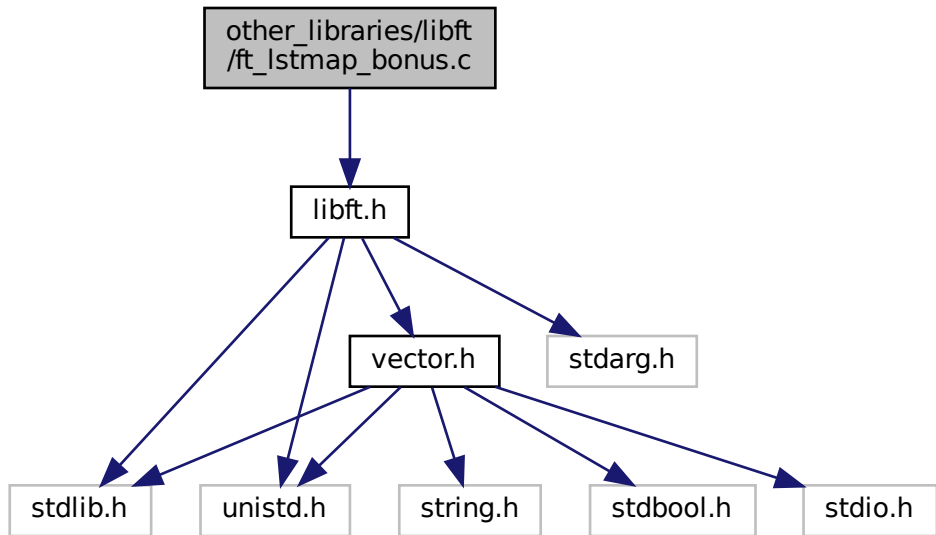 other_libraries/libft
/ft_lstmap_bonus.c
libft.h
vector.h
stdarg.h
stdlib.h
unistd.h
string.h
stdbool.h
stdio.h